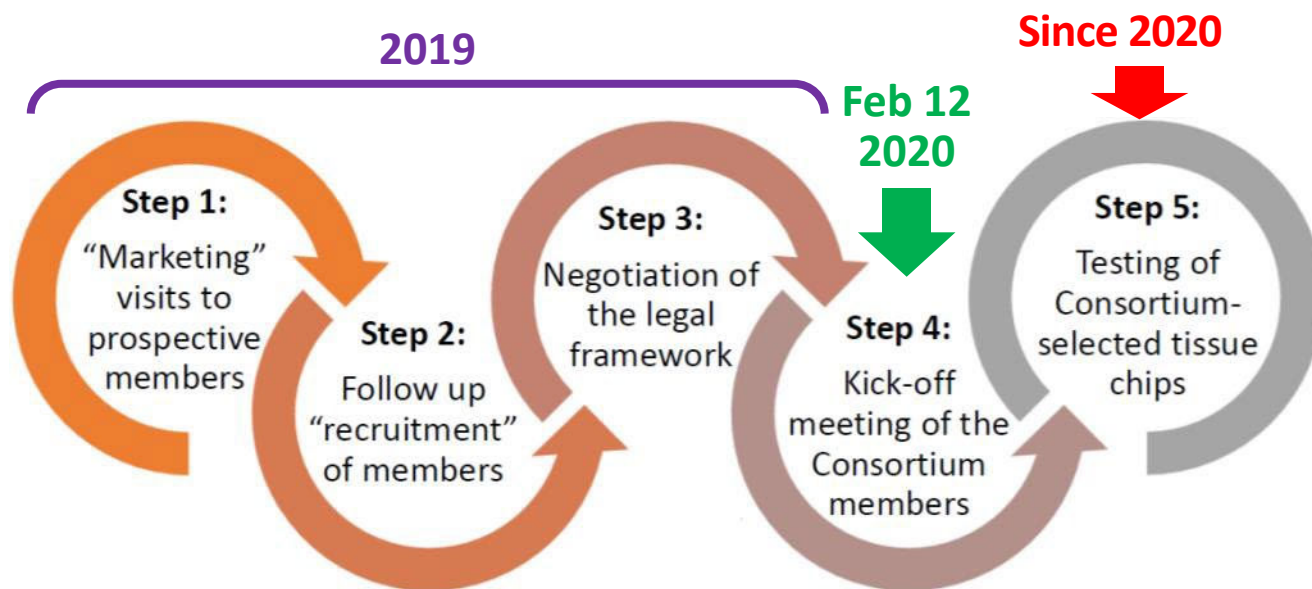 2019
Since 2020
Feb 12
2020
Step 1:
“Marketing”
visits to
prospective
members
Step 2:
Follow up
“recruitment”
of members
Step 3:
Negotiation of
the legal
framework
Step 4:
Kick-off
meeting of the
Consortium
members
Step 5:
Testing of
Consortium-
selected tissue
chips